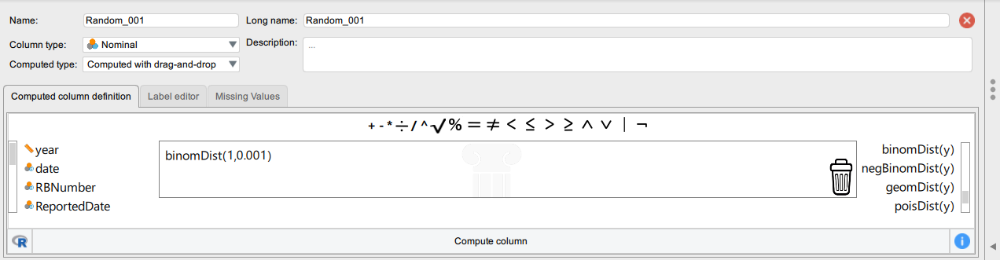 Name: Random_001 Long name: Random_001
Column type: Nominal Description: ...
Computed type: Computed with drag-and-drop
Computed column definition Label editor Missing Values
+ - * ÷ / ^ √ % = ≠ < ≤ > ≥ ∧ ∨ | ¬
year binomDist(1,0.001) binomDist(y)
date negBinomDist(y)
RBNumber geomDist(y)
ReportedDate poisDist(y)
R Compute column i